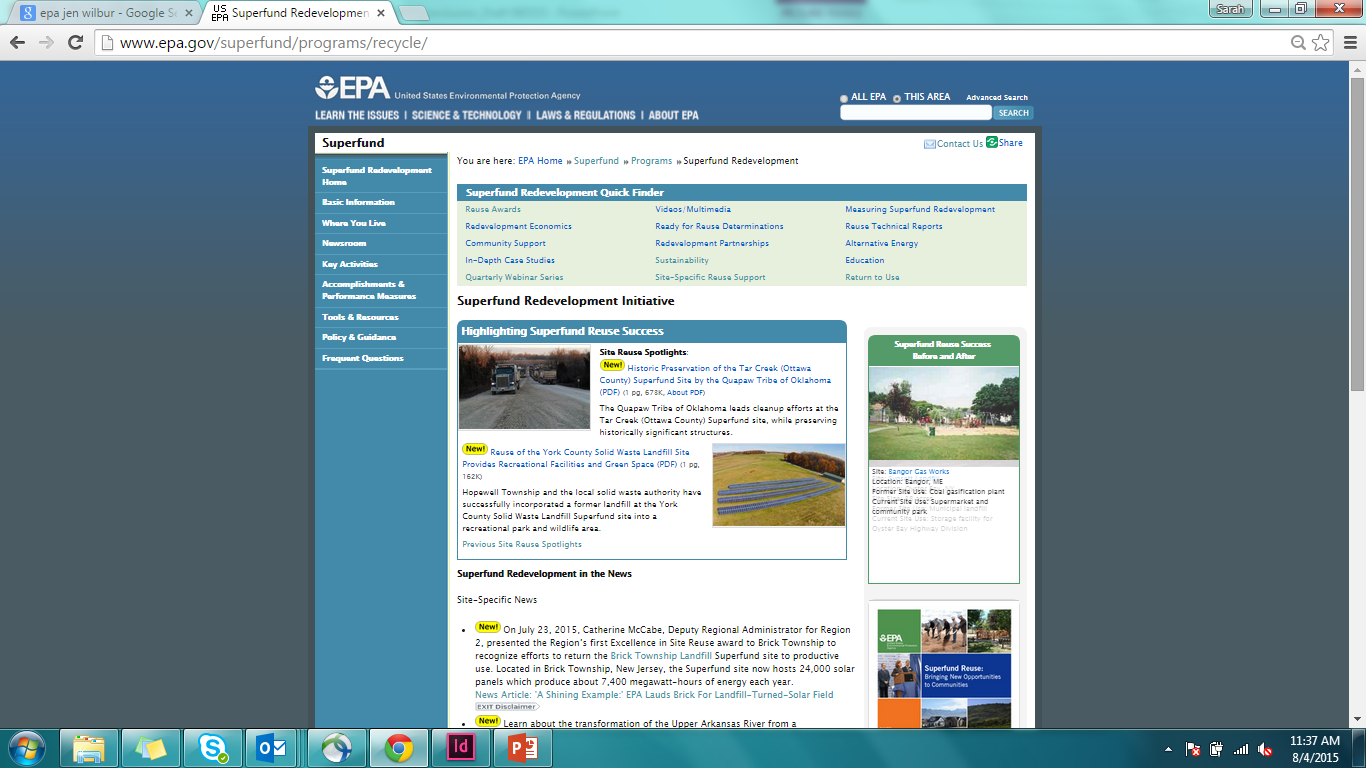 epa jen wilbur - Google Se
US EPA Superfund Redevelopmen
Sarah
www.epa.gov/superfund/programs/recycle/
EPA United States Environmental Protection Agency
LEARN THE ISSUES | SCIENCE & TECHNOLOGY | LAWS & REGULATIONS | ABOUT EPA
ALL EPA THIS AREA Advanced Search
SEARCH
Superfund
Superfund Redevelopment
Home
Basic Information
Where You Live
Newsroom
Key Activities
Accomplishments &
Performance Measures
Tools & Resources
Policy & Guidance
Frequent Questions
Contact Us Share
You are here: EPA Home » Superfund » Programs » Superfund Redevelopment
Superfund Redevelopment Quick Finder
Reuse Awards Videos/Multimedia Measuring Superfund Redevelopment
Redevelopment Economics Ready for Reuse Determinations Reuse Technical Reports
Community Support Redevelopment Partnerships Alternative Energy
In-Depth Case Studies Sustainability Education
Quarterly Webinar Series Site-Specific Reuse Support Return to Use
Superfund Redevelopment Initiative
Highlighting Superfund Reuse Success
Site Reuse Spotlights:
New! Historic Preservation of the Tar Creek (Ottawa
County) Superfund Site by the Quapaw Tribe of Oklahoma
(PDF) (1 pg, 678K, About PDF)
The Quapaw Tribe of Oklahoma leads cleanup efforts at the
Tar Creek (Ottawa County) Superfund site, while preserving
historically significant structures.
New! Reuse of the York County Solid Waste Landfill Site
Provides Recreational Facilities and Green Space (PDF) (1 pg,
162K)
Hopewell Township and the local solid waste authority have
successfully incorporated a former landfill at the York
County Solid Waste Landfill Superfund site into a
recreational park and wildlife area.
Previous Site Reuse Spotlights
Superfund Redevelopment in the News
Site-Specific News
• New! On July 23, 2015, Catherine McCabe, Deputy Regional Administrator for Region
2, presented the Region's first Excellence in Site Reuse award to Brick Township to
recognize efforts to return the Brick Township Landfill Superfund site to productive
use. Located in Brick Township, New Jersey, the Superfund site now hosts 24,000 solar
panels which produce about 7,400 megawatt-hours of energy each year.
News Article: 'A Shining Example:' EPA Lauds Brick For Landfill-Turned-Solar Field
EXIT Disclaimer
• New! Learn about the transformation of the Upper Arkansas River from a
Superfund Reuse Success
Before and After
Site: Bangor Gas Works
Location: Bangor, ME
Former Site Use: Coal gasification plant
Current Site Use: Supermarket and
community park
Municipal landfill
Current Site Use: Storage facility for
Oyster Bay Highway Division
EPA
Superfund Reuse:
Bringing New Opportunities
to Communities
11:37 AM
8/4/2015